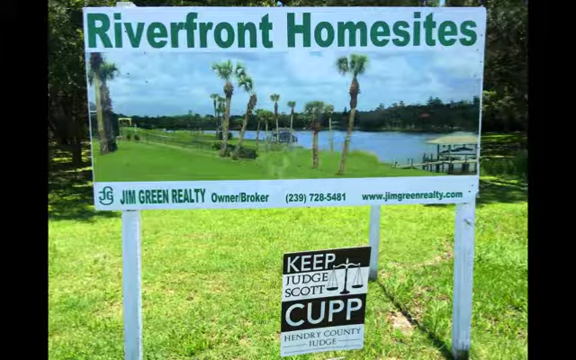 Riverfront Homesites
JG JIM GREEN REALTY Owner/Broker (239) 728-5481 www.jimgreenrealty.com
KEEP
JUDGE
SCOTT
CUPP
HENDRY COUNTY
JUDGE